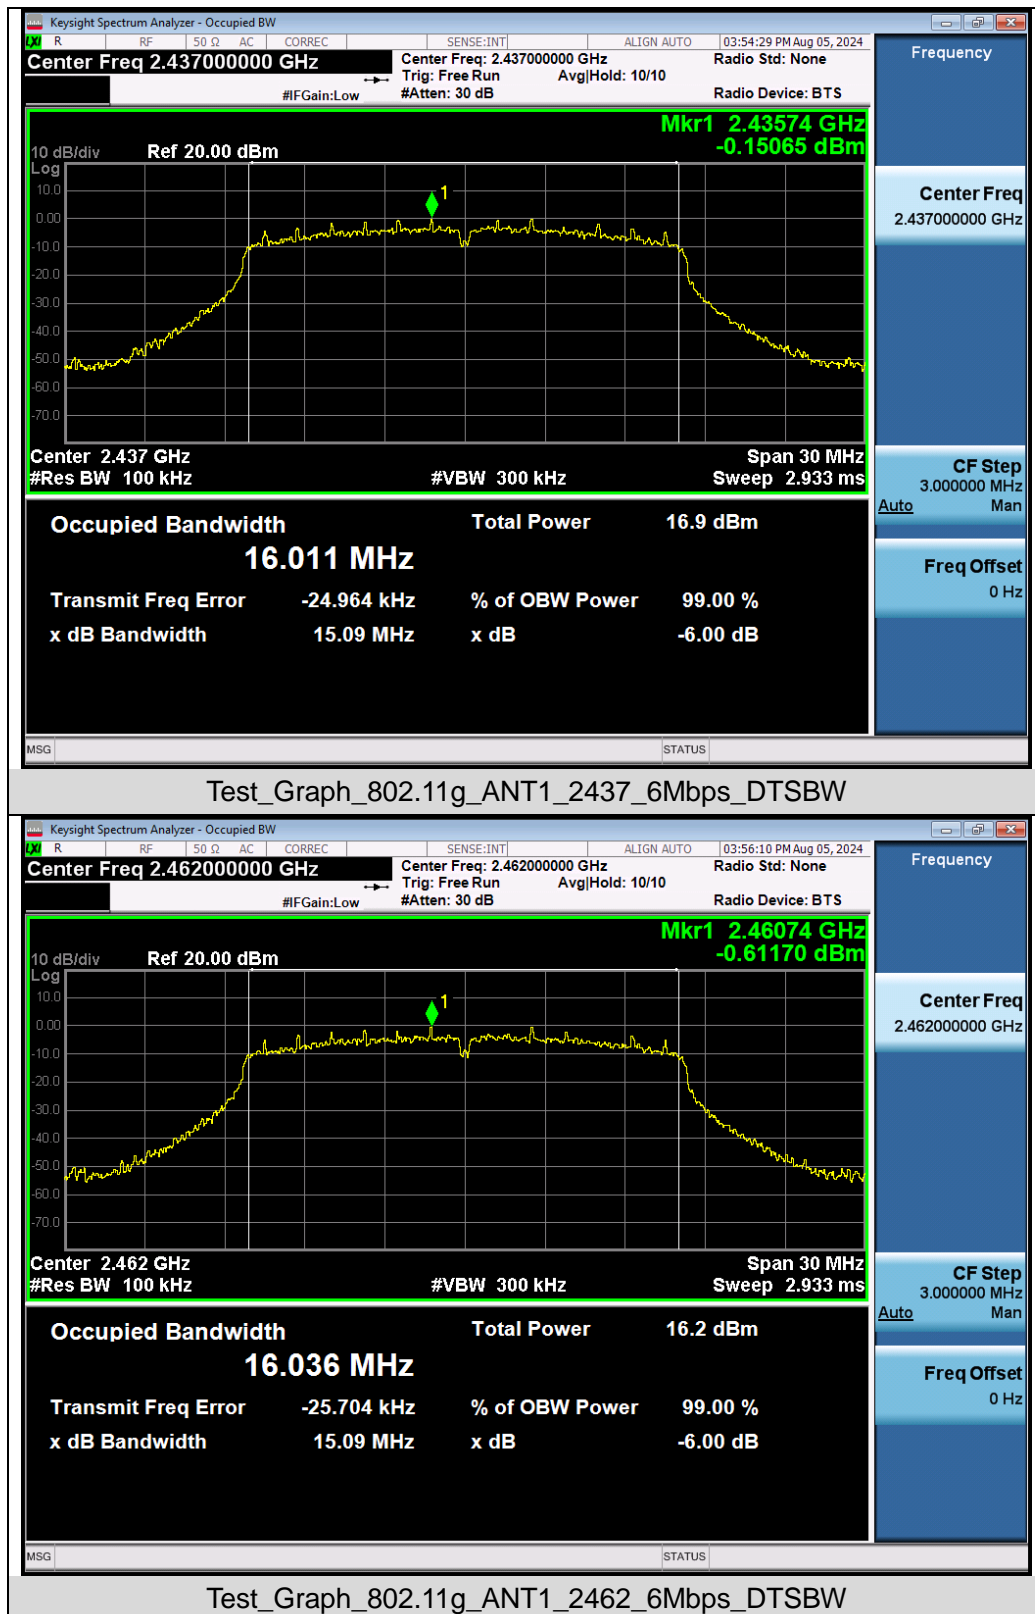 Keysight Spectrum Analyzer - Occupied BW
LXI R RF 50 Ω AC CORREC SENSE:INT ALIGN AUTO 03:54:29 PM Aug 05, 2024
Center Freq 2.437000000 GHz Center Freq: 2.437000000 GHz Radio Std: None
Trig: Free Run Avg|Hold: 10/10
#IFGain:Low #Atten: 30 dB Radio Device: BTS
Frequency
Mkr1 2.43574 GHz
10 dB/div Ref 20.00 dBm -0.15065 dBm
Log
10.0
1
0.00
-10.0
-20.0
-30.0
-40.0
-50.0
-60.0
-70.0
Center 2.437 GHz Span 30 MHz
#Res BW 100 kHz #VBW 300 kHz Sweep 2.933 ms
Center Freq
2.437000000 GHz
CF Step
3.000000 MHz
Auto Man
Freq Offset
0 Hz
Occupied Bandwidth Total Power 16.9 dBm
16.011 MHz
Transmit Freq Error -24.964 kHz % of OBW Power 99.00 %
x dB Bandwidth 15.09 MHz x dB -6.00 dB
MSG STATUS
Test_Graph_802.11g_ANT1_2437_6Mbps_DTSBW
Keysight Spectrum Analyzer - Occupied BW
LXI R RF 50 Ω AC CORREC SENSE:INT ALIGN AUTO 03:56:10 PM Aug 05, 2024
Center Freq 2.462000000 GHz Center Freq: 2.462000000 GHz Radio Std: None
Trig: Free Run Avg|Hold: 10/10
#IFGain:Low #Atten: 30 dB Radio Device: BTS
Frequency
Mkr1 2.46074 GHz
10 dB/div Ref 20.00 dBm -0.61170 dBm
Log
10.0
1
0.00
-10.0
-20.0
-30.0
-40.0
-50.0
-60.0
-70.0
Center 2.462 GHz Span 30 MHz
#Res BW 100 kHz #VBW 300 kHz Sweep 2.933 ms
Center Freq
2.462000000 GHz
CF Step
3.000000 MHz
Auto Man
Freq Offset
0 Hz
Occupied Bandwidth Total Power 16.2 dBm
16.036 MHz
Transmit Freq Error -25.704 kHz % of OBW Power 99.00 %
x dB Bandwidth 15.09 MHz x dB -6.00 dB
MSG STATUS
Test_Graph_802.11g_ANT1_2462_6Mbps_DTSBW